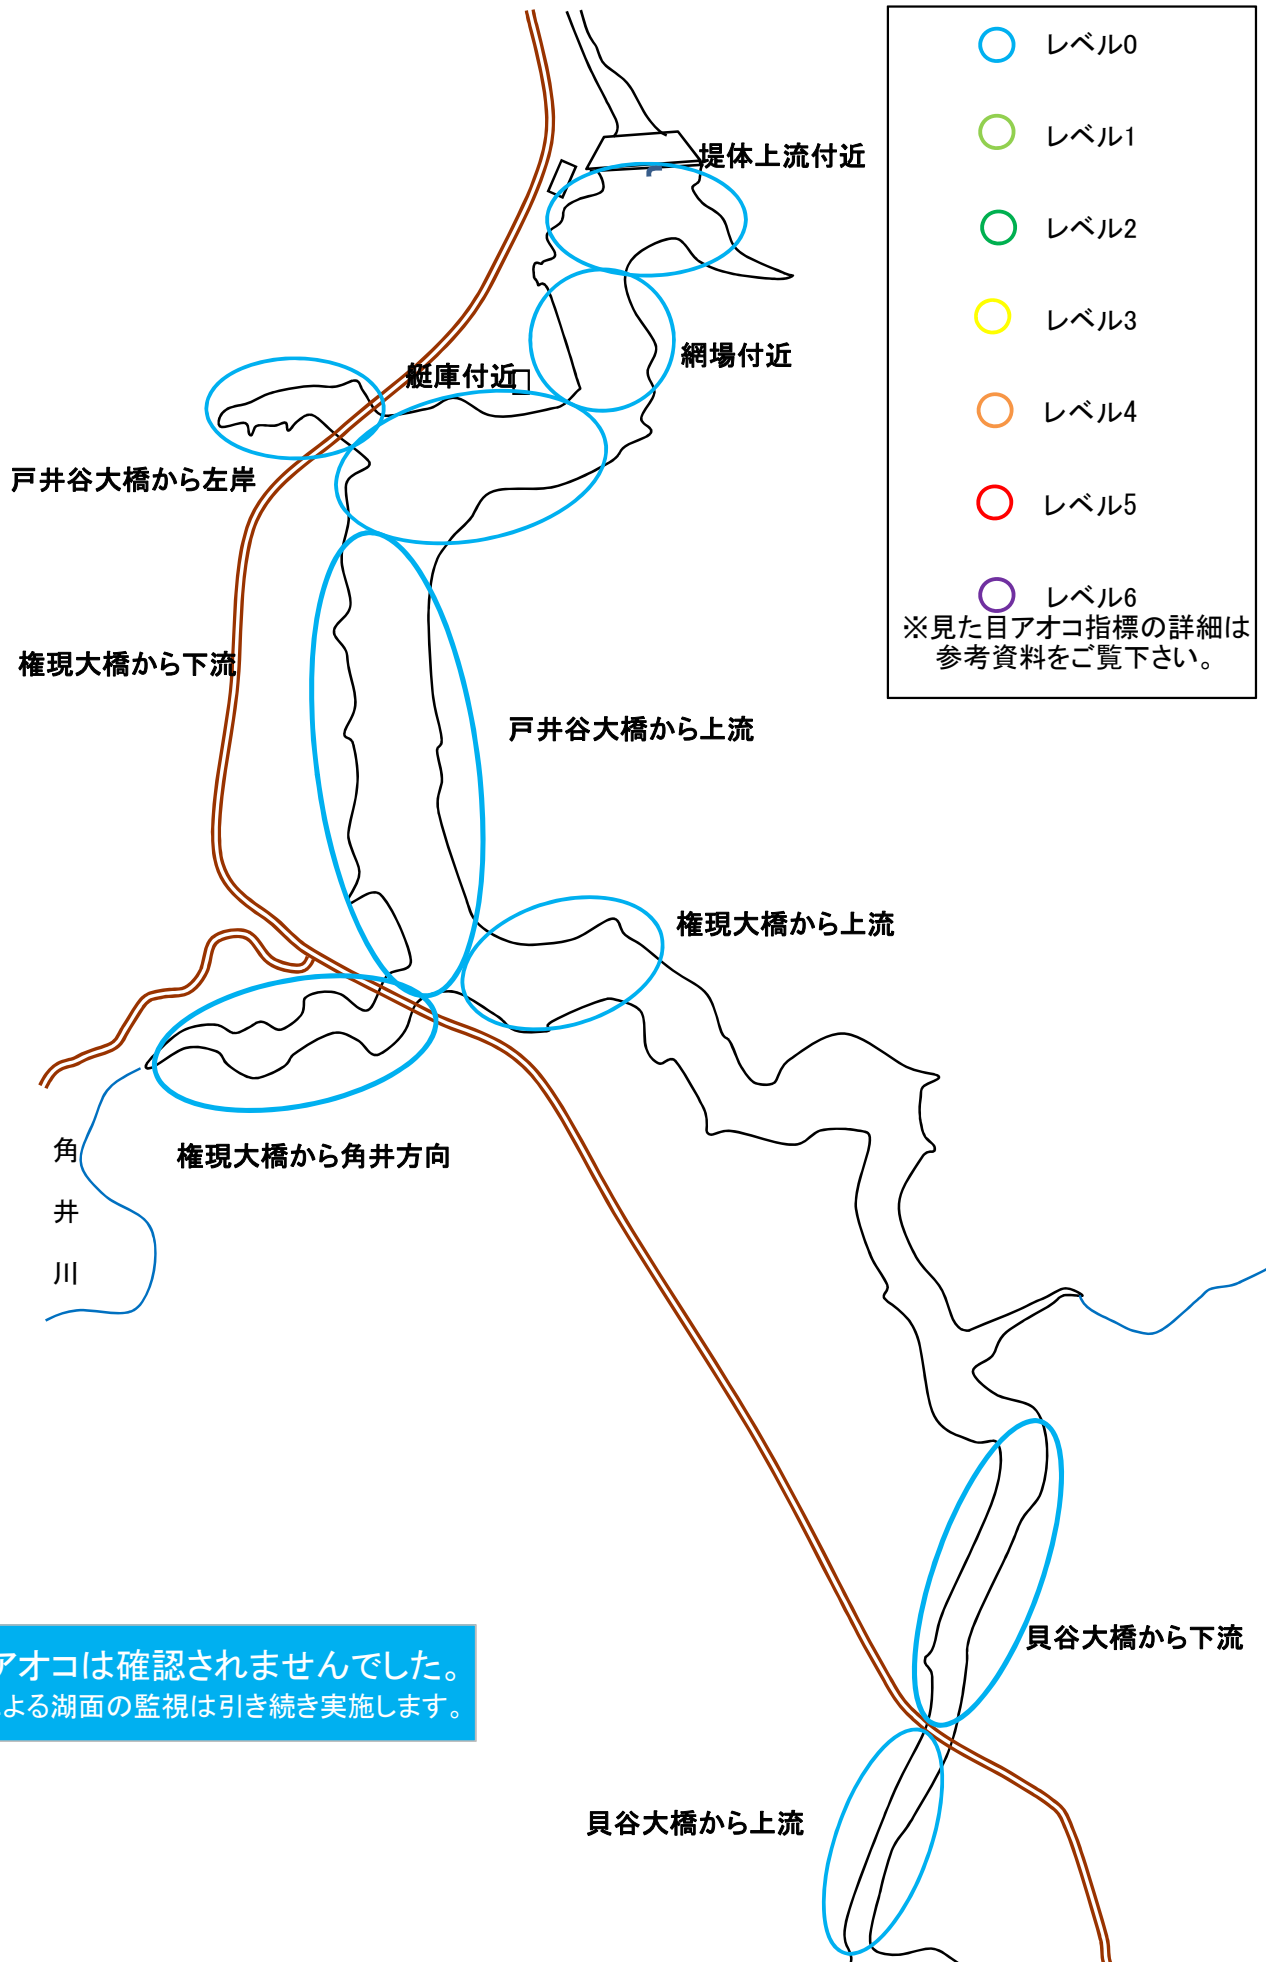 レベル0
レベル1
レベル2
レベル3
レベル4
レベル5
レベル6
※見た目アオコ指標の詳細は
参考資料をご覧下さい。
堤体上流付近
網場付近
艇庫付近
戸井谷大橋から左岸
権現大橋から下流
戸井谷大橋から上流
権現大橋から上流
権現大橋から角井方向
角井川
貝谷大橋から下流
アオコは確認されませんでした。
よる湖面の監視は引き続き実施します。
貝谷大橋から上流